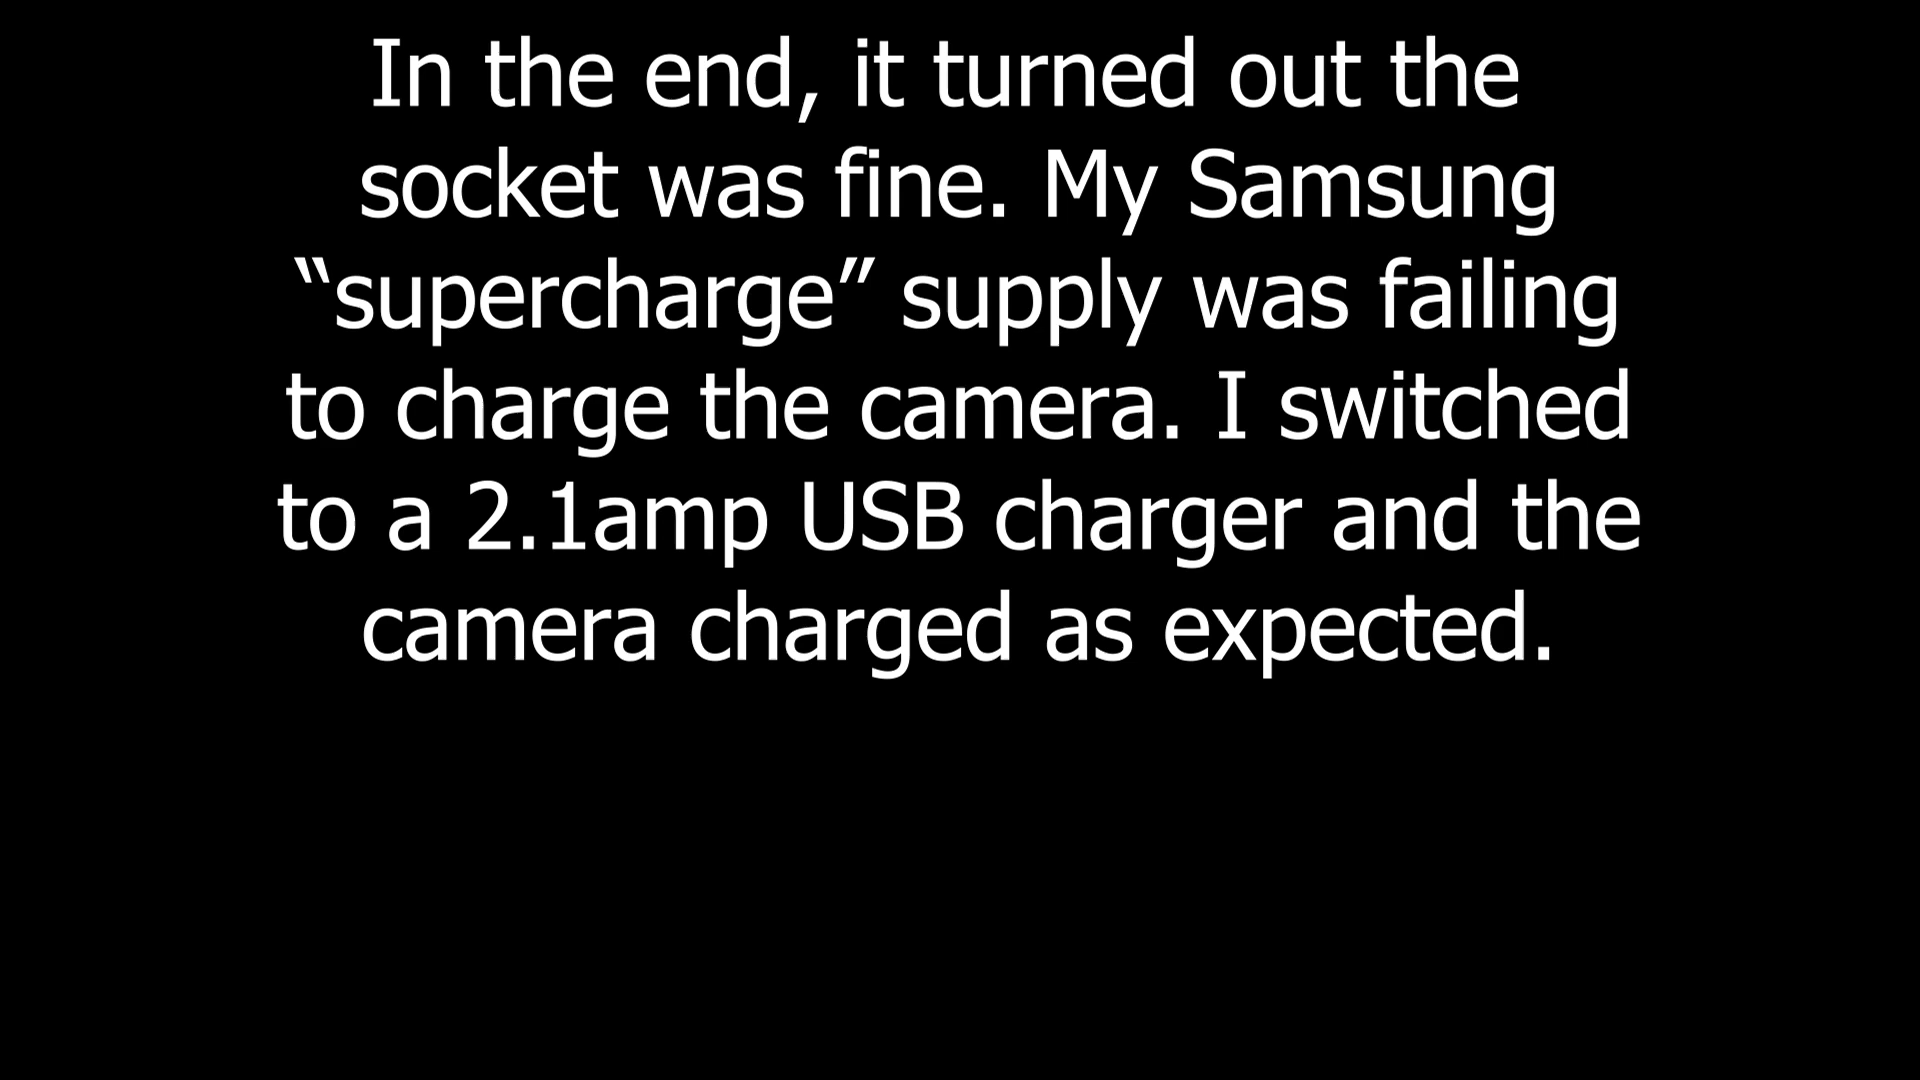 In the end, it turned out the
socket was fine. My Samsung
“supercharge” supply was failing
to charge the camera. I switched
to a 2.1amp USB charger and the
camera charged as expected.